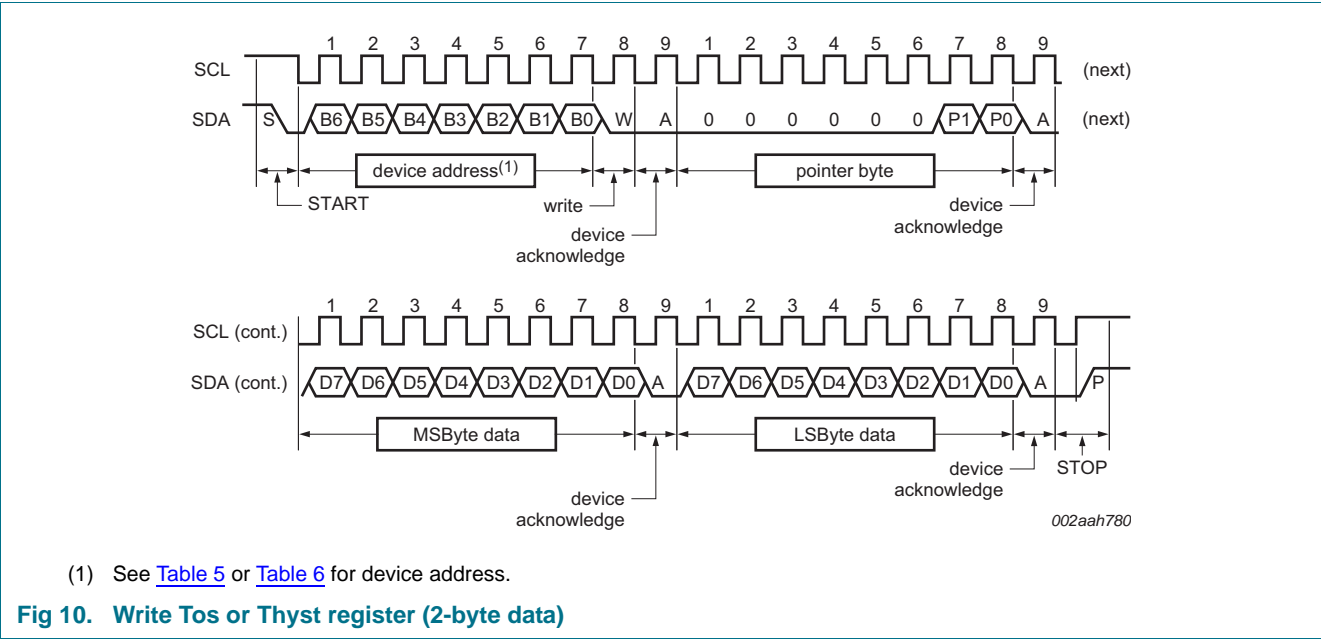 1 2 3 4 5 6 7 8 9 1 2 3 4 5 6 7 8 9
SCL (next)
SDA S B6 B5 B4 B3 B2 B1 B0 W A 0 0 0 0 0 0 P1 P0 A (next)
device address(1) pointer byte
START write device
device acknowledge
acknowledge
1 2 3 4 5 6 7 8 9 1 2 3 4 5 6 7 8 9
SCL (cont.)
SDA (cont.) D7 D6 D5 D4 D3 D2 D1 D0 A D7 D6 D5 D4 D3 D2 D1 D0 A P
MSByte data LSByte data
device STOP
acknowledge
device
acknowledge
002aah780
(1) See Table 5 or Table 6 for device address.
Fig 10. Write Tos or Thyst register (2-byte data)